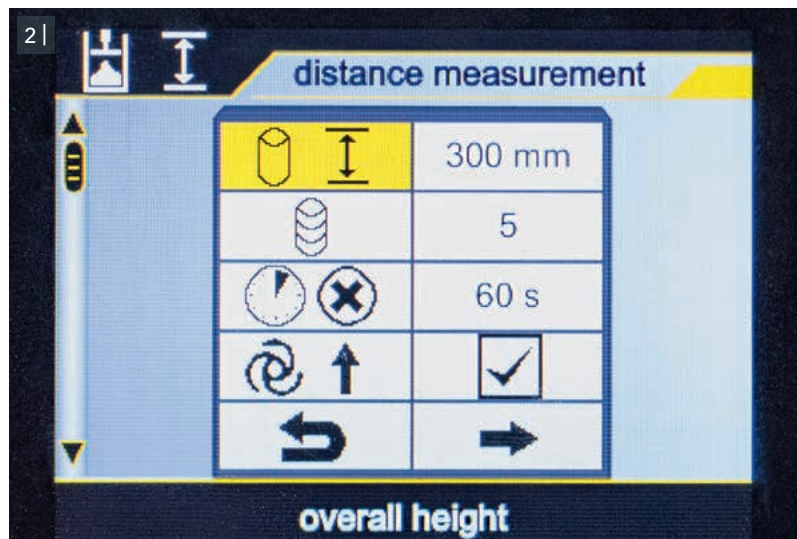 2|
distance measurement
300 mm
5
60 s
overall height